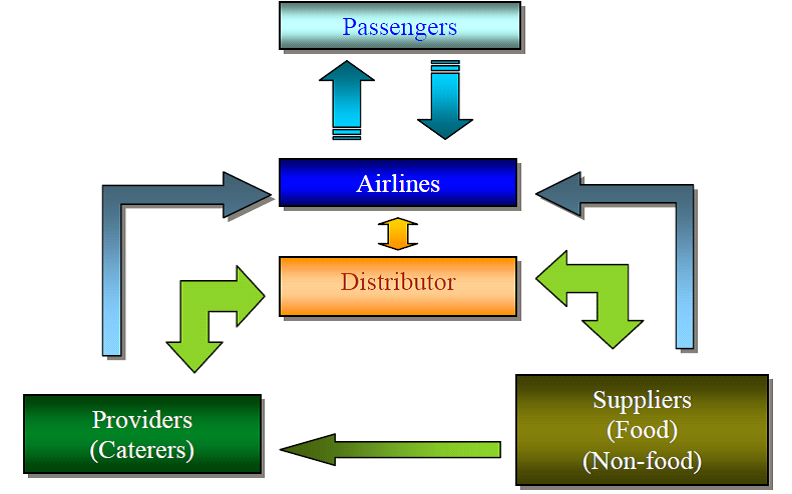 Passengers
Airlines
Distributor
Providers
(Caterers)
Suppliers
(Food)
(Non-food)